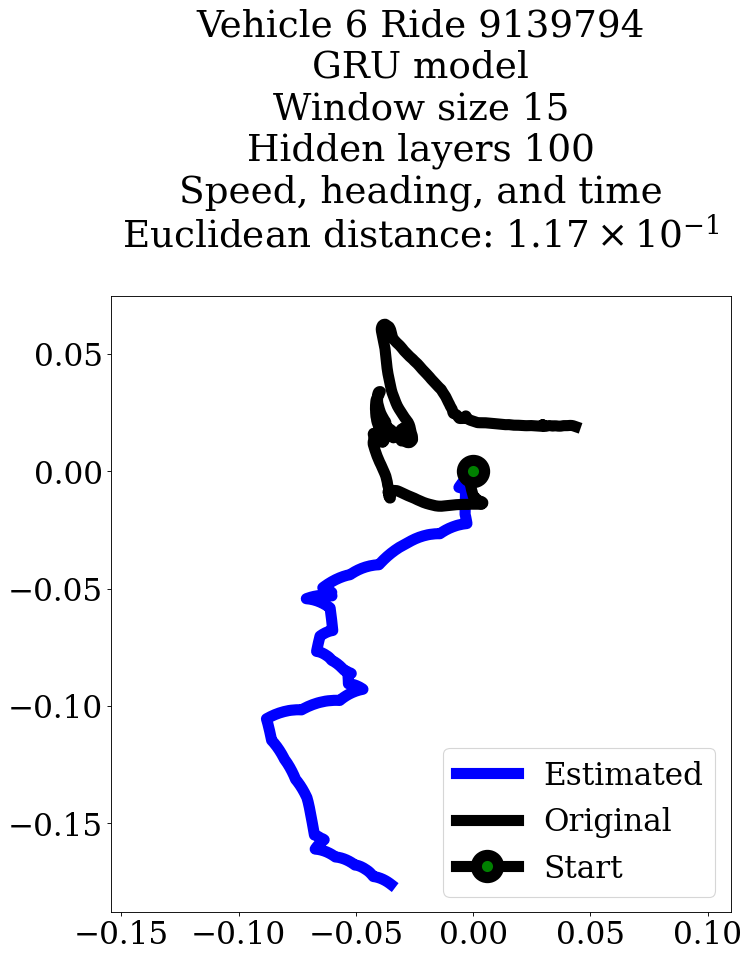 Vehicle 6 Ride 9139794
GRU model
Window size 15
Hidden layers 100
Speed, heading, and time
Euclidean distance: 1.17 × 10⁻¹
0.05
0.00
−0.05
−0.10
−0.15
Estimated
Original
Start
−0.15 −0.10 −0.05 0.00 0.05 0.10